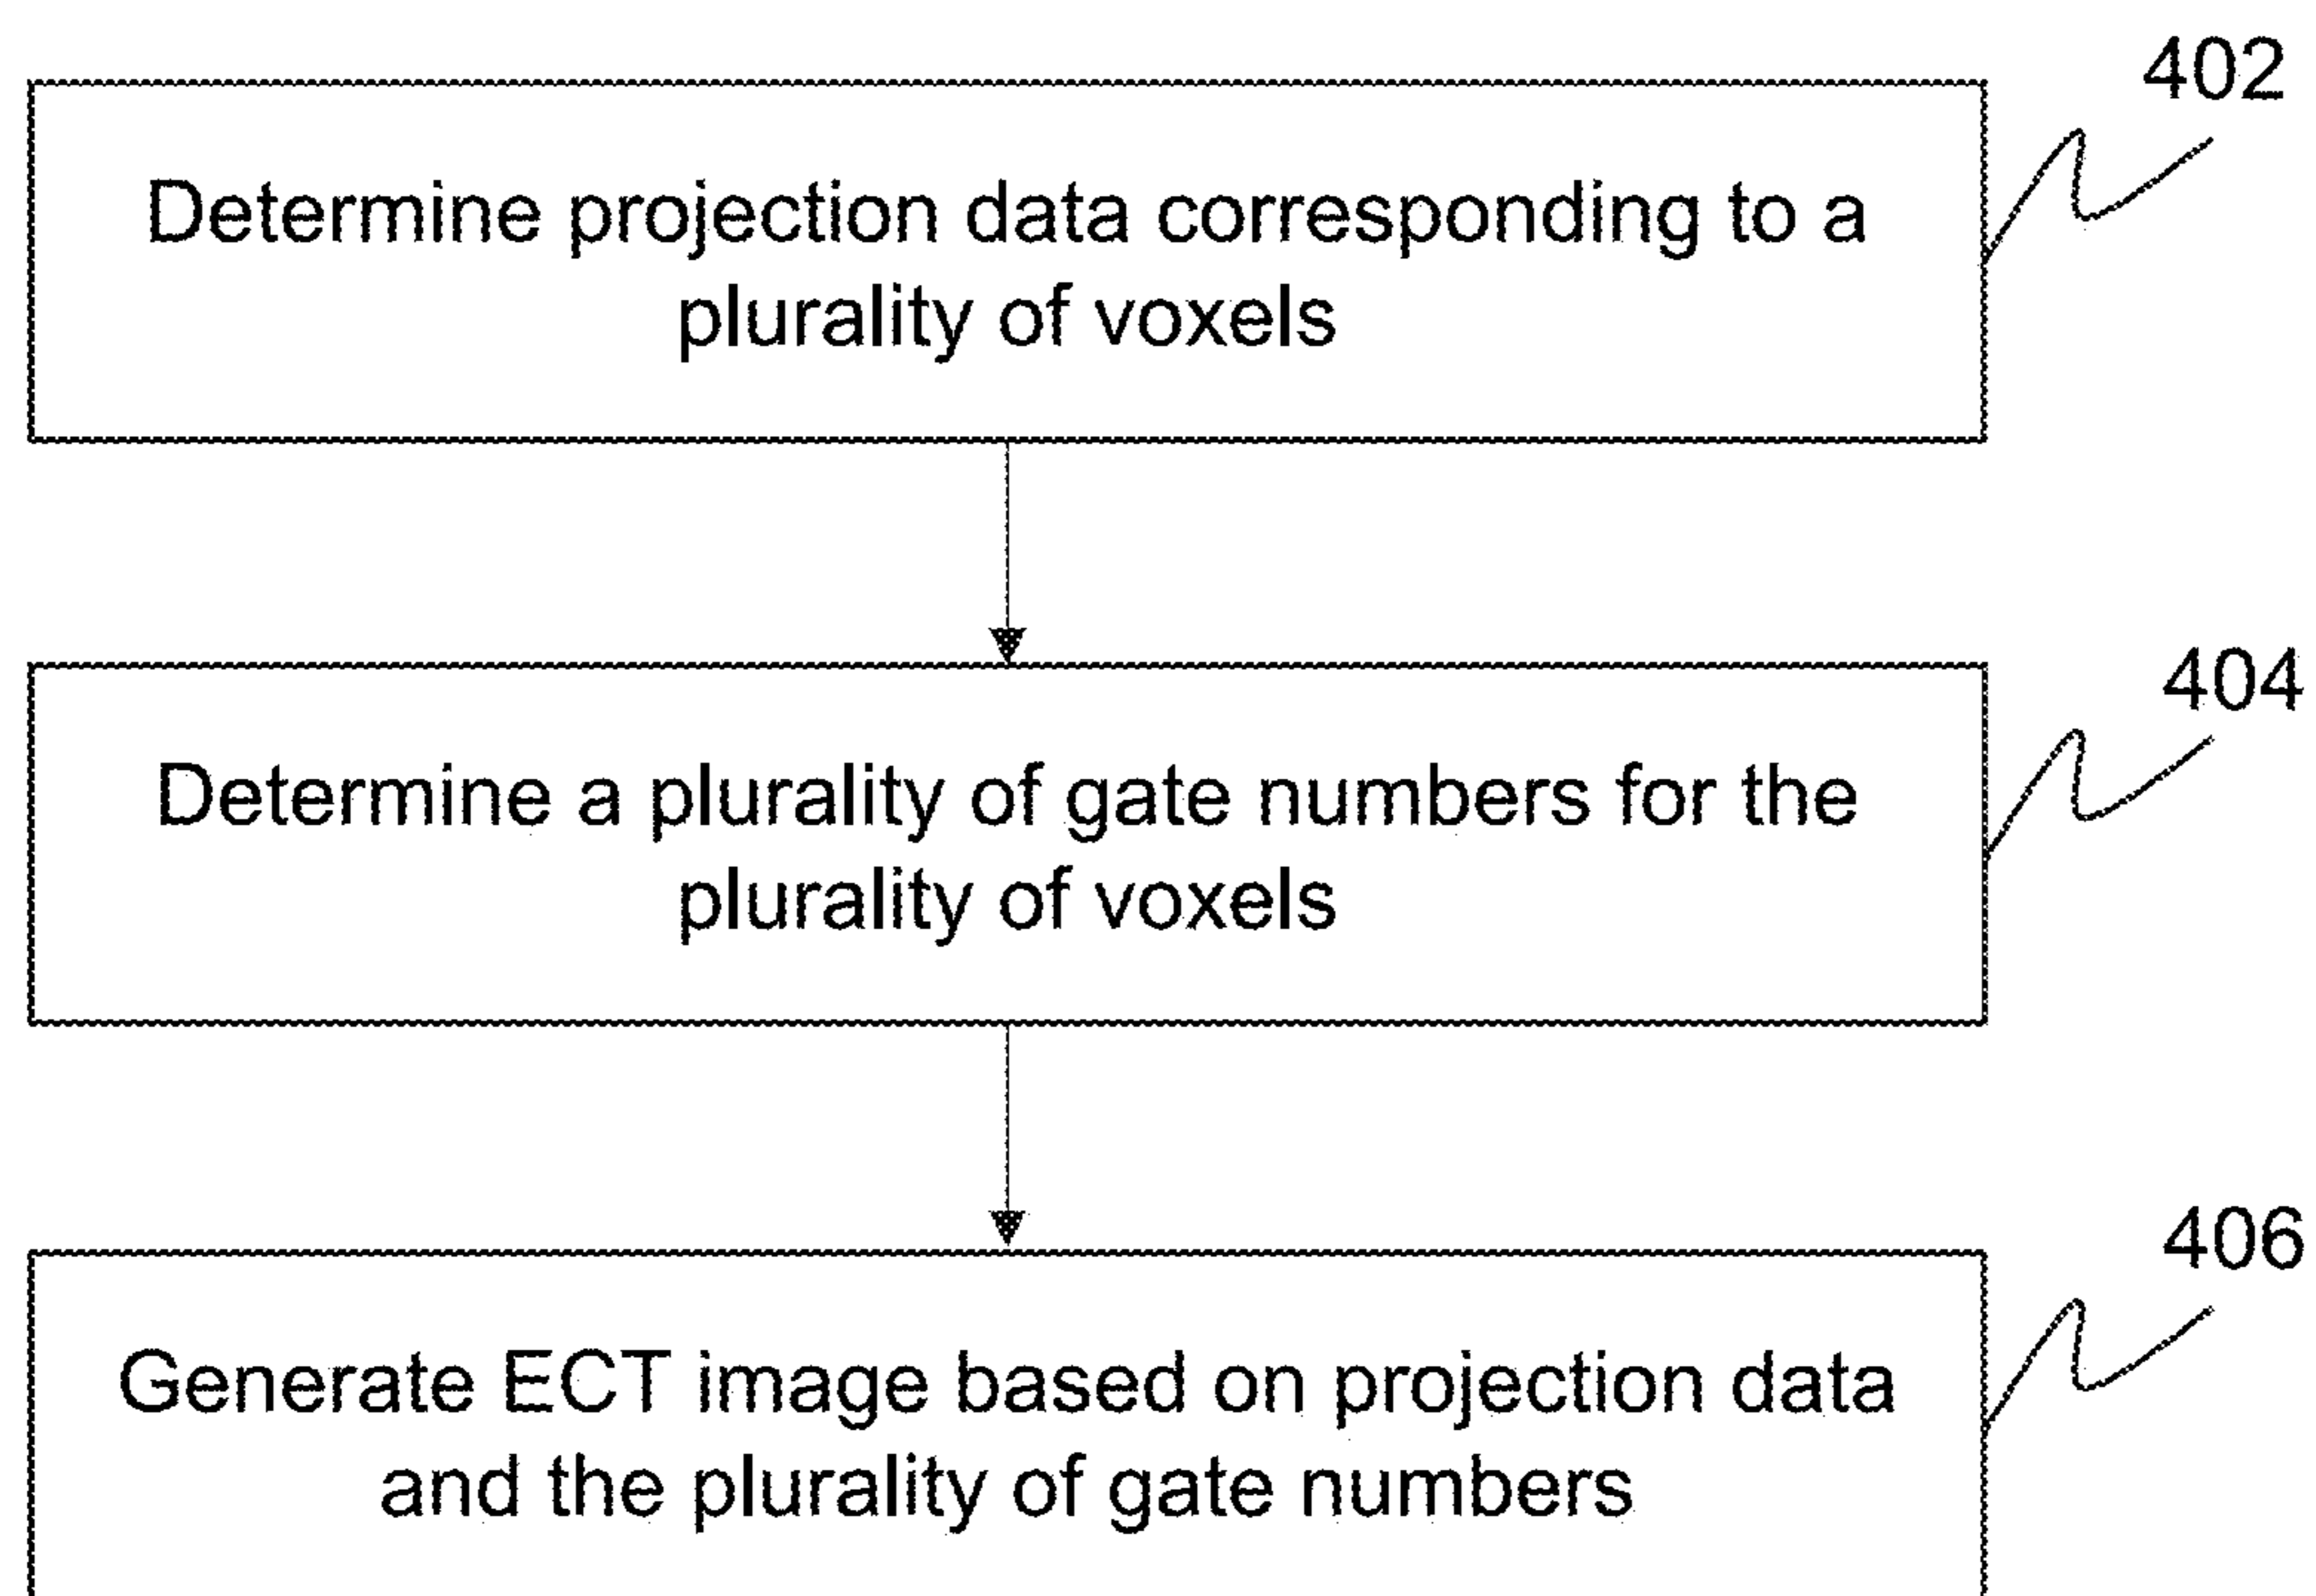 402
Determine projection data corresponding to a
plurality of voxels
404
Determine a plurality of gate numbers for the
plurality of voxels
406
Generate ECT image based on projection data
and the plurality of gate numbers